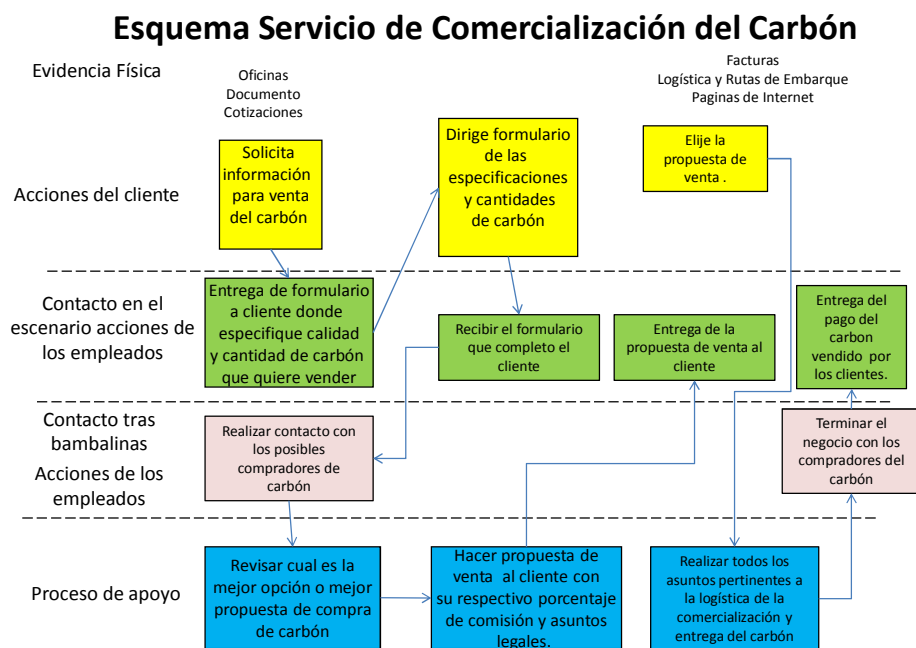 Esquema Servicio de Comercialización del Carbón
Evidencia Física
Oficinas
Documento
Cotizaciones
Facturas
Logística y Rutas de Embarque
Paginas de Internet
Acciones del cliente
Solicita
información
para venta
del carbón
Dirige formulario
de las
especificaciones
y cantidades
de carbón
Elije la
propuesta de
venta .
Contacto en el
escenario acciones de
los empleados
Entrega de formulario
a cliente donde
especifique calidad
y cantidad de carbón
que quiere vender
Recibir el formulario
que completo el
cliente
Entrega de la
propuesta de venta al
cliente
Entrega del
pago del
carbon
vendido por
los clientes.
Contacto tras
bambalinas
Acciones de los
empleados
Realizar contacto con
los posibles
compradores de
carbón
Terminar el
negocio con los
compradores del
carbón
Proceso de apoyo
Revisar cual es la
mejor opción o mejor
propuesta de compra
de carbón
Hacer propuesta de
venta al cliente con
su respectivo porcentaje
de comisión y asuntos
legales.
Realizar todos los
asuntos pertinentes a
la logística de la
comercialización y
entrega del carbón